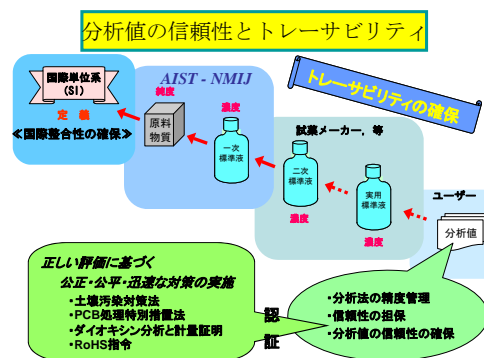 分析値の信頼性とトレーサビリティ
国際単位系
(SI)
定　義
≪国際整合性の確保≫
AIST - NMIJ
純度
原料
物質
濃度
一次
標準液
トレーサビリティの確保
試薬メーカー，等
二次
標準液
濃度
実用
標準液
濃度
ユーザー
分析値
正しい評価に基づく
公正・公平・迅速な対策の実施
・土壌汚染対策法
・PCB処理特別措置法
・ダイオキシン分析と計量証明
・RoHS指令
認
証
・分析法の精度管理
・信頼性の担保
・分析値の信頼性の確保